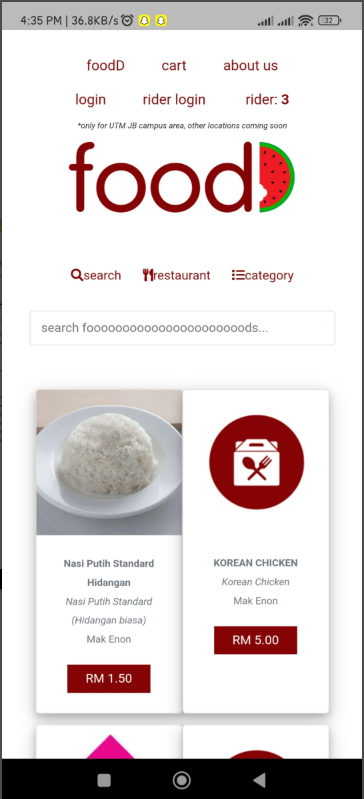 4:35 PM | 36.8KB/s
32
foodD cart about us
login rider login rider: 3
*only for UTM JB campus area, other locations coming soon
foodD
search restaurant category
search fooooooooooooooooooooooods...
Nasi Putih Standard
Hidangan
Nasi Putih Standard
(Hidangan biasa)
Mak Enon
RM 1.50
KOREAN CHICKEN
Korean Chicken
Mak Enon
RM 5.00